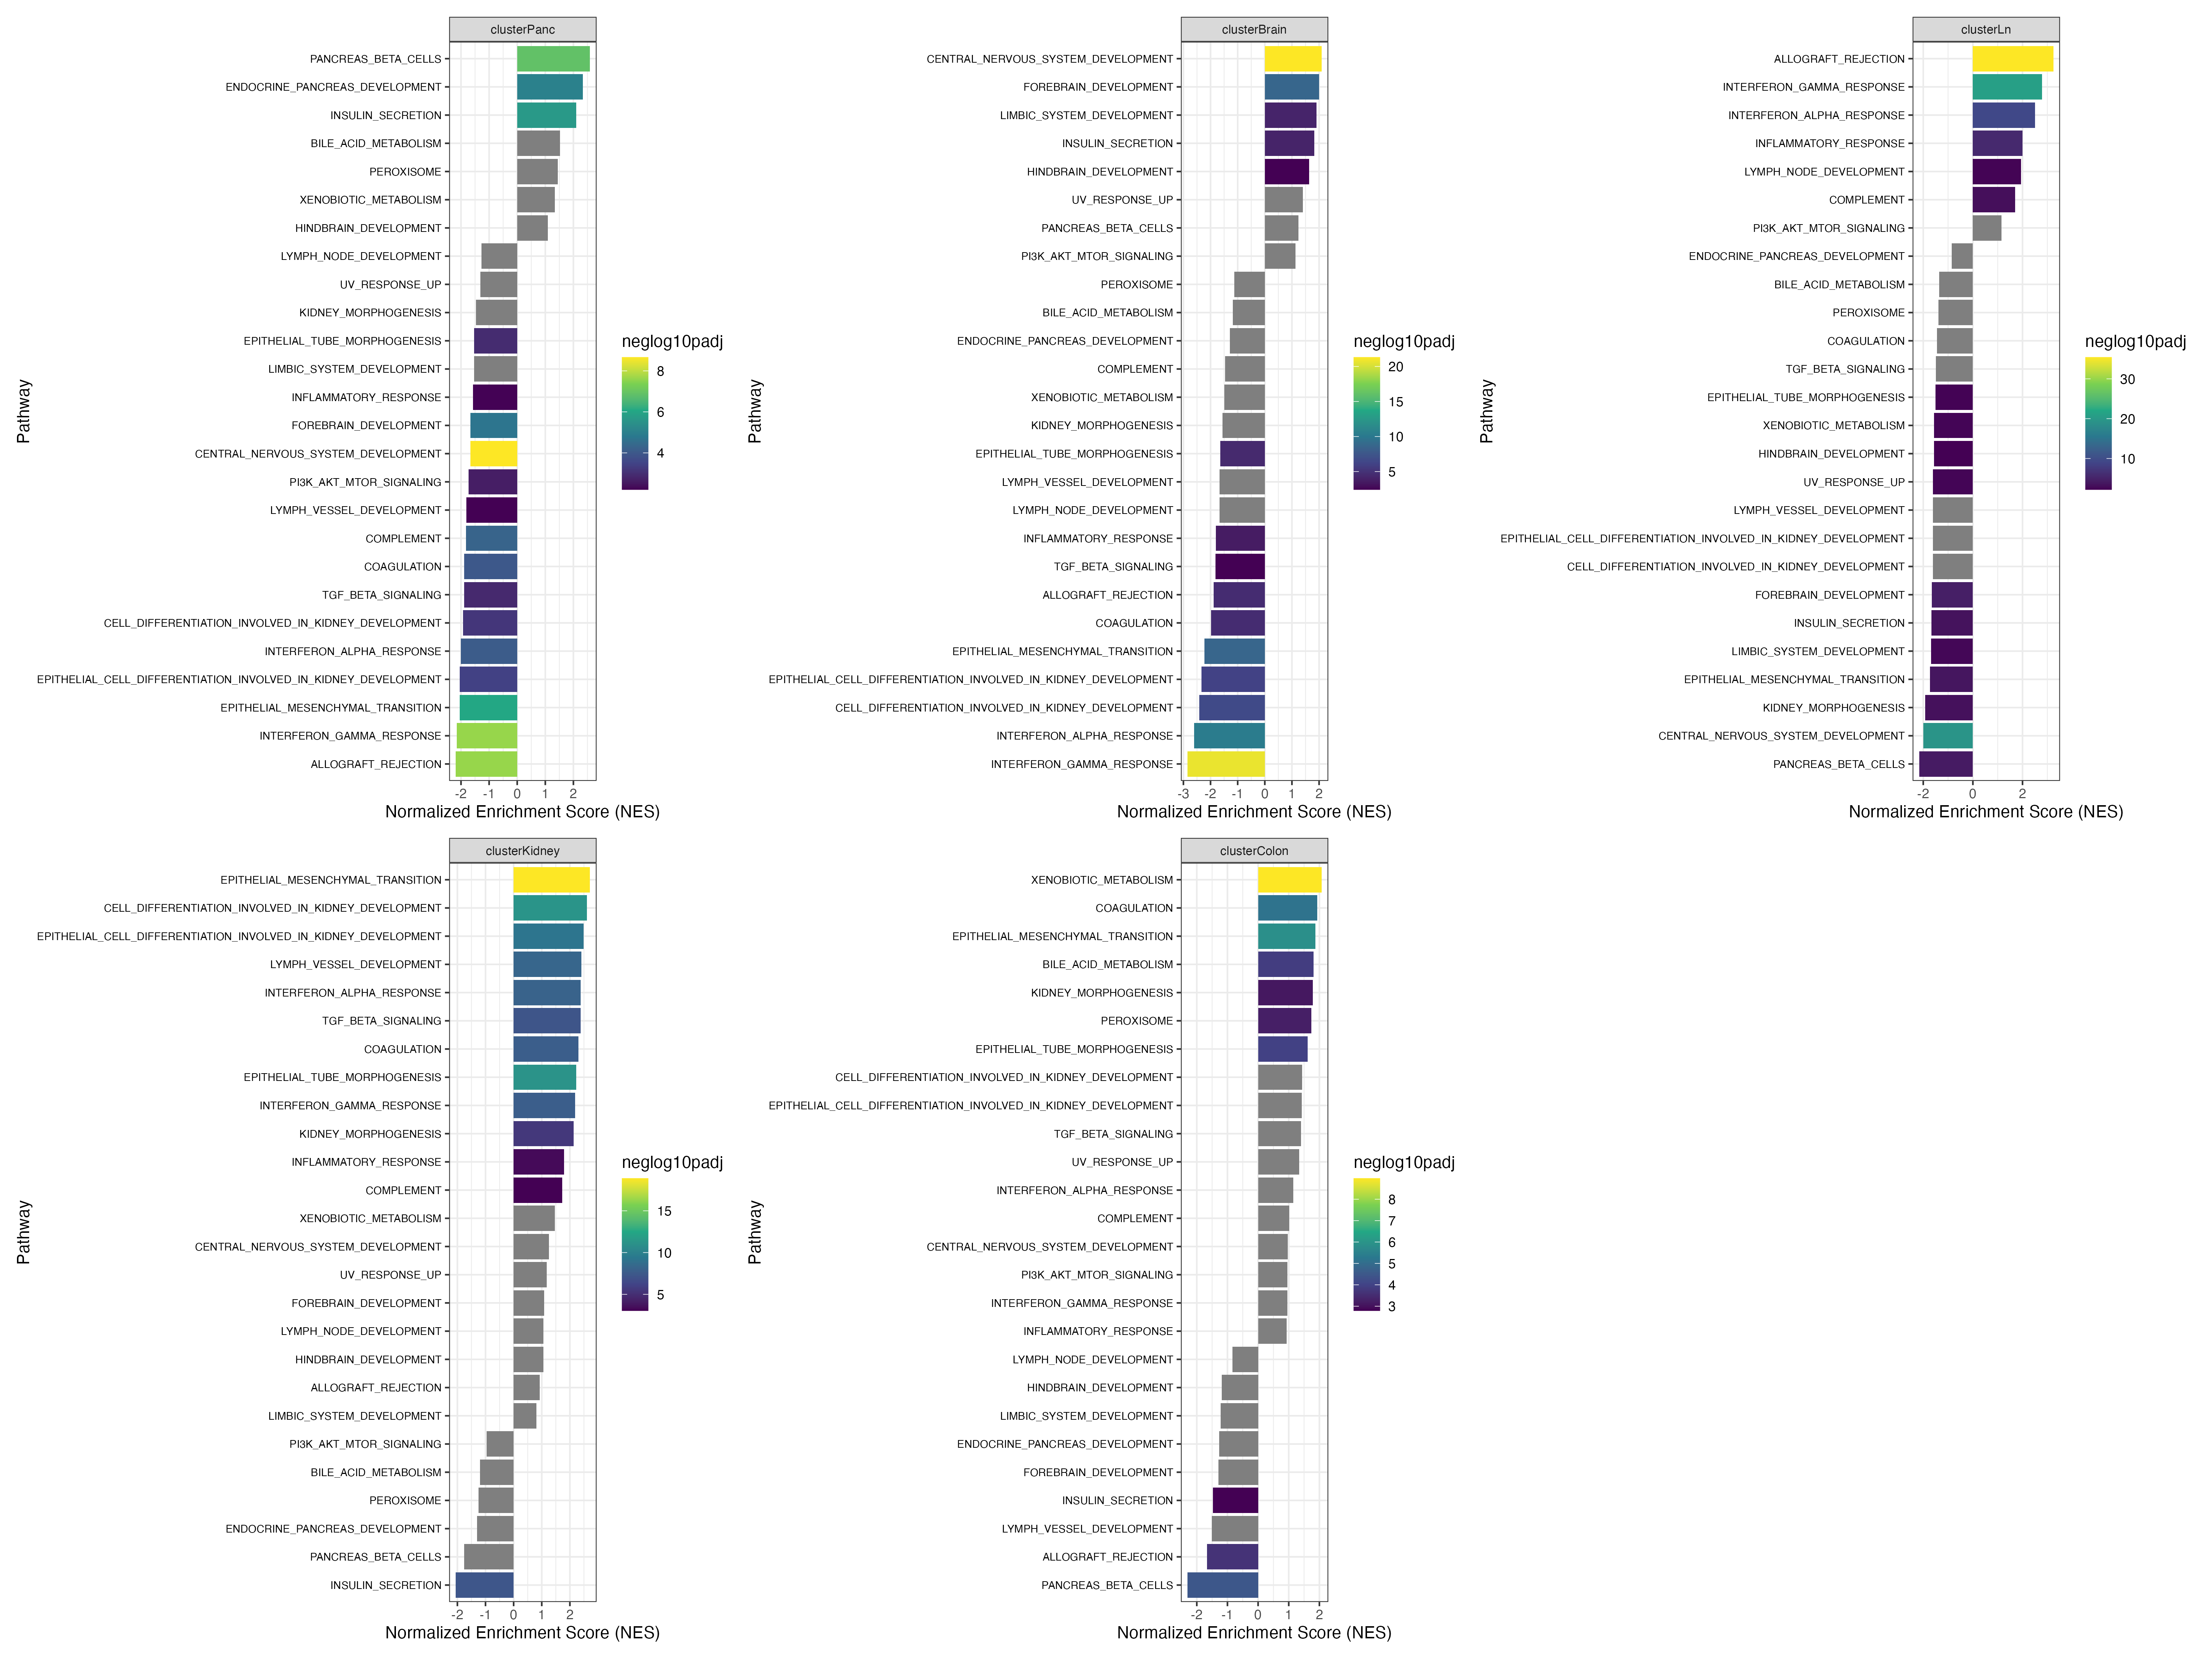 clusterPanc
PANCREAS_BETA_CELLS
ENDOCRINE_PANCREAS_DEVELOPMENT
INSULIN_SECRETION
BILE_ACID_METABOLISM
PEROXISOME
XENOBIOTIC_METABOLISM
HINDBRAIN_DEVELOPMENT
LYMPH_NODE_DEVELOPMENT
UV_RESPONSE_UP
KIDNEY_MORPHOGENESIS
EPITHELIAL_TUBE_MORPHOGENESIS
LIMBIC_SYSTEM_DEVELOPMENT
INFLAMMATORY_RESPONSE
FOREBRAIN_DEVELOPMENT
CENTRAL_NERVOUS_SYSTEM_DEVELOPMENT
PI3K_AKT_MTOR_SIGNALING
LYMPH_VESSEL_DEVELOPMENT
COMPLEMENT
COAGULATION
TGF_BETA_SIGNALING
CELL_DIFFERENTIATION_INVOLVED_IN_KIDNEY_DEVELOPMENT
INTERFERON_ALPHA_RESPONSE
EPITHELIAL_CELL_DIFFERENTIATION_INVOLVED_IN_KIDNEY_DEVELOPMENT
EPITHELIAL_MESENCHYMAL_TRANSITION
INTERFERON_GAMMA_RESPONSE
ALLOGRAFT_REJECTION
-2 -1 0 1 2
Normalized Enrichment Score (NES)
Pathway
neglog10padj
8
6
4
clusterBrain
CENTRAL_NERVOUS_SYSTEM_DEVELOPMENT
FOREBRAIN_DEVELOPMENT
LIMBIC_SYSTEM_DEVELOPMENT
INSULIN_SECRETION
HINDBRAIN_DEVELOPMENT
UV_RESPONSE_UP
PANCREAS_BETA_CELLS
PI3K_AKT_MTOR_SIGNALING
PEROXISOME
BILE_ACID_METABOLISM
ENDOCRINE_PANCREAS_DEVELOPMENT
COMPLEMENT
XENOBIOTIC_METABOLISM
KIDNEY_MORPHOGENESIS
EPITHELIAL_TUBE_MORPHOGENESIS
LYMPH_VESSEL_DEVELOPMENT
LYMPH_NODE_DEVELOPMENT
INFLAMMATORY_RESPONSE
TGF_BETA_SIGNALING
ALLOGRAFT_REJECTION
COAGULATION
EPITHELIAL_MESENCHYMAL_TRANSITION
EPITHELIAL_CELL_DIFFERENTIATION_INVOLVED_IN_KIDNEY_DEVELOPMENT
CELL_DIFFERENTIATION_INVOLVED_IN_KIDNEY_DEVELOPMENT
INTERFERON_ALPHA_RESPONSE
INTERFERON_GAMMA_RESPONSE
-3 -2 -1 0 1 2
Normalized Enrichment Score (NES)
Pathway
neglog10padj
20
15
10
5
clusterLn
ALLOGRAFT_REJECTION
INTERFERON_GAMMA_RESPONSE
INTERFERON_ALPHA_RESPONSE
INFLAMMATORY_RESPONSE
LYMPH_NODE_DEVELOPMENT
COMPLEMENT
PI3K_AKT_MTOR_SIGNALING
ENDOCRINE_PANCREAS_DEVELOPMENT
BILE_ACID_METABOLISM
PEROXISOME
COAGULATION
TGF_BETA_SIGNALING
EPITHELIAL_TUBE_MORPHOGENESIS
XENOBIOTIC_METABOLISM
HINDBRAIN_DEVELOPMENT
UV_RESPONSE_UP
LYMPH_VESSEL_DEVELOPMENT
EPITHELIAL_CELL_DIFFERENTIATION_INVOLVED_IN_KIDNEY_DEVELOPMENT
CELL_DIFFERENTIATION_INVOLVED_IN_KIDNEY_DEVELOPMENT
FOREBRAIN_DEVELOPMENT
INSULIN_SECRETION
LIMBIC_SYSTEM_DEVELOPMENT
EPITHELIAL_MESENCHYMAL_TRANSITION
KIDNEY_MORPHOGENESIS
CENTRAL_NERVOUS_SYSTEM_DEVELOPMENT
PANCREAS_BETA_CELLS
-2 0 2
Normalized Enrichment Score (NES)
Pathway
neglog10padj
30
20
10
clusterKidney
EPITHELIAL_MESENCHYMAL_TRANSITION
CELL_DIFFERENTIATION_INVOLVED_IN_KIDNEY_DEVELOPMENT
EPITHELIAL_CELL_DIFFERENTIATION_INVOLVED_IN_KIDNEY_DEVELOPMENT
LYMPH_VESSEL_DEVELOPMENT
INTERFERON_ALPHA_RESPONSE
TGF_BETA_SIGNALING
COAGULATION
EPITHELIAL_TUBE_MORPHOGENESIS
INTERFERON_GAMMA_RESPONSE
KIDNEY_MORPHOGENESIS
INFLAMMATORY_RESPONSE
COMPLEMENT
XENOBIOTIC_METABOLISM
CENTRAL_NERVOUS_SYSTEM_DEVELOPMENT
UV_RESPONSE_UP
FOREBRAIN_DEVELOPMENT
LYMPH_NODE_DEVELOPMENT
HINDBRAIN_DEVELOPMENT
ALLOGRAFT_REJECTION
LIMBIC_SYSTEM_DEVELOPMENT
PI3K_AKT_MTOR_SIGNALING
BILE_ACID_METABOLISM
PEROXISOME
ENDOCRINE_PANCREAS_DEVELOPMENT
PANCREAS_BETA_CELLS
INSULIN_SECRETION
-2 -1 0 1 2
Normalized Enrichment Score (NES)
Pathway
neglog10padj
15
10
5
clusterColon
XENOBIOTIC_METABOLISM
COAGULATION
EPITHELIAL_MESENCHYMAL_TRANSITION
BILE_ACID_METABOLISM
KIDNEY_MORPHOGENESIS
PEROXISOME
EPITHELIAL_TUBE_MORPHOGENESIS
CELL_DIFFERENTIATION_INVOLVED_IN_KIDNEY_DEVELOPMENT
EPITHELIAL_CELL_DIFFERENTIATION_INVOLVED_IN_KIDNEY_DEVELOPMENT
TGF_BETA_SIGNALING
UV_RESPONSE_UP
INTERFERON_ALPHA_RESPONSE
COMPLEMENT
CENTRAL_NERVOUS_SYSTEM_DEVELOPMENT
PI3K_AKT_MTOR_SIGNALING
INTERFERON_GAMMA_RESPONSE
INFLAMMATORY_RESPONSE
LYMPH_NODE_DEVELOPMENT
HINDBRAIN_DEVELOPMENT
LIMBIC_SYSTEM_DEVELOPMENT
ENDOCRINE_PANCREAS_DEVELOPMENT
FOREBRAIN_DEVELOPMENT
INSULIN_SECRETION
LYMPH_VESSEL_DEVELOPMENT
ALLOGRAFT_REJECTION
PANCREAS_BETA_CELLS
-2 -1 0 1 2
Normalized Enrichment Score (NES)
Pathway
neglog10padj
8
7
6
5
4
3